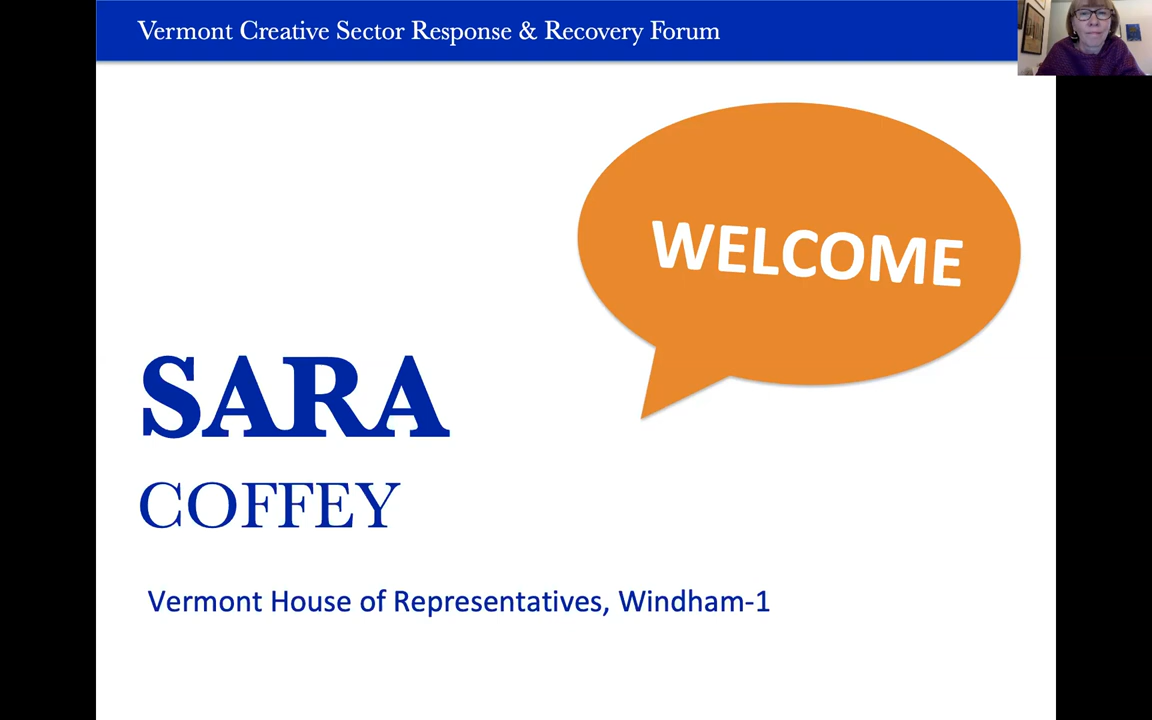 Vermont Creative Sector Response & Recovery Forum
WELCOME
SARA
COFFEY
Vermont House of Representatives, Windham-1